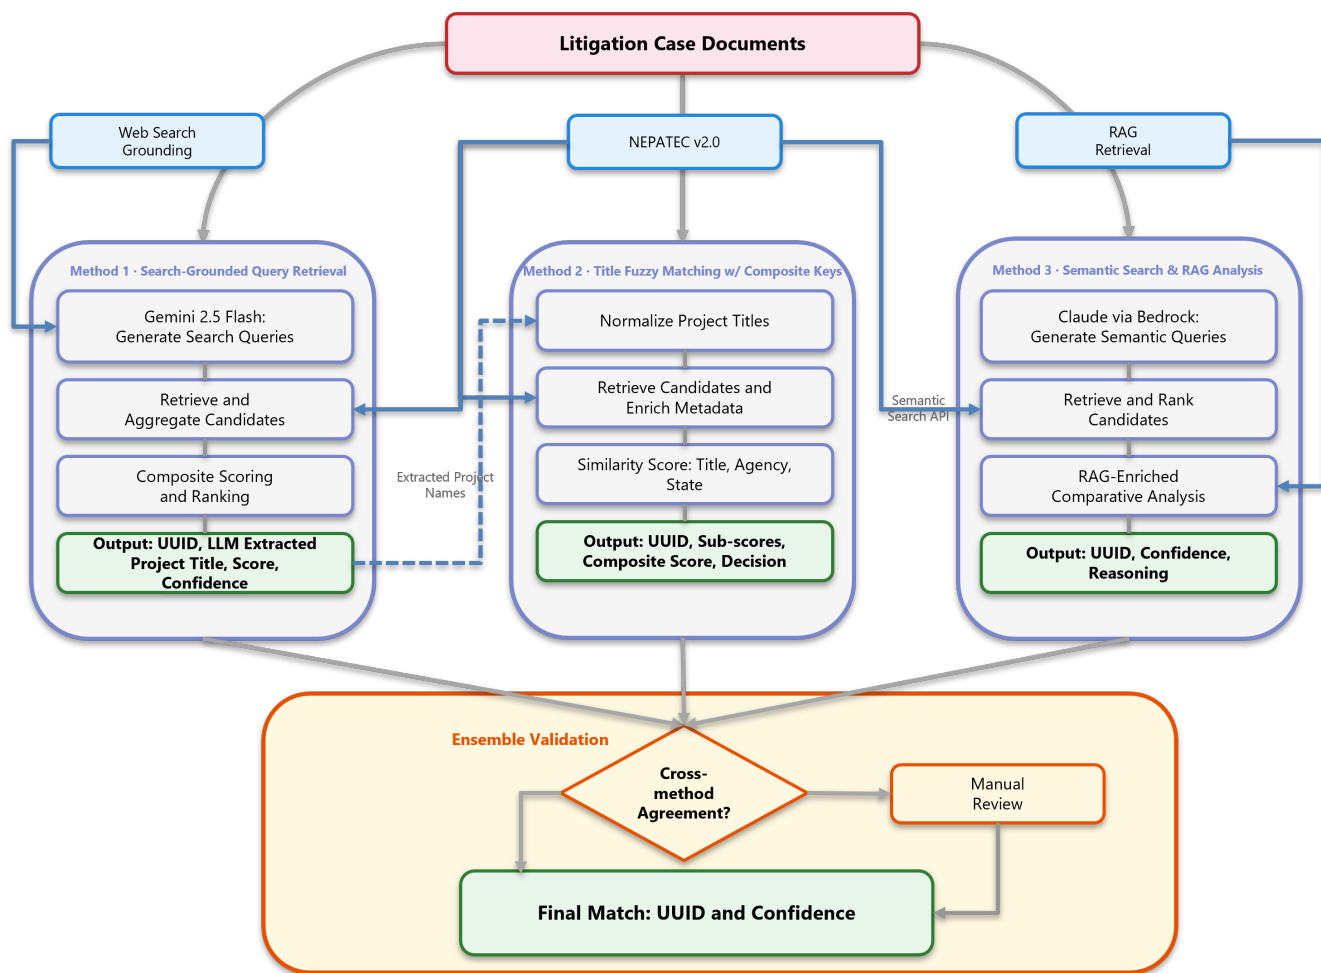 Litigation Case Documents
Web Search
Grounding
NEPATEC v2.0
RAG
Retrieval
Method 1 · Search-Grounded Query Retrieval
Gemini 2.5 Flash:
Generate Search Queries
Retrieve and
Aggregate Candidates
Composite Scoring
and Ranking
Output: UUID, LLM Extracted
Project Title, Score,
Confidence
Extracted Project
Names
Method 2 · Title Fuzzy Matching w/ Composite Keys
Normalize Project Titles
Retrieve Candidates and
Enrich Metadata
Similarity Score: Title, Agency,
State
Output: UUID, Sub-scores,
Composite Score, Decision
Semantic
Search API
Method 3 · Semantic Search & RAG Analysis
Claude via Bedrock:
Generate Semantic Queries
Retrieve and Rank
Candidates
RAG-Enriched
Comparative Analysis
Output: UUID, Confidence,
Reasoning
Ensemble Validation
Cross-
method
Agreement?
Manual
Review
Final Match: UUID and Confidence